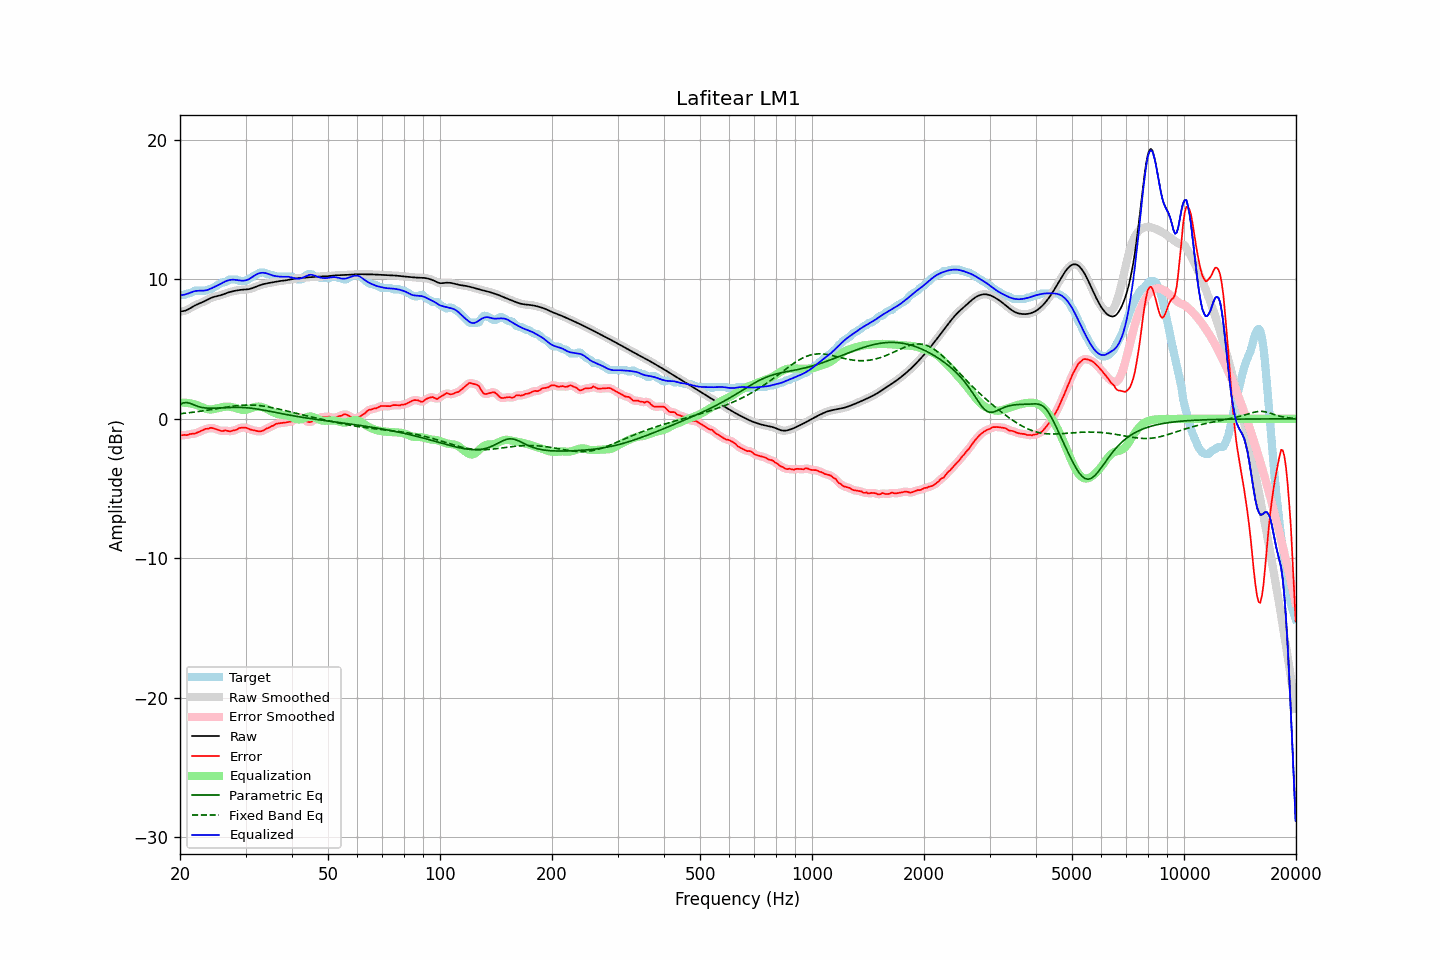 Lafitear LM1
Amplitude (dBr)
20
10
0
−10
−20
−30
Target
Raw Smoothed
Error Smoothed
Raw
Error
Equalization
Parametric Eq
Fixed Band Eq
Equalized
20 50 100 200 500 1000 2000 5000 10000 20000
Frequency (Hz)